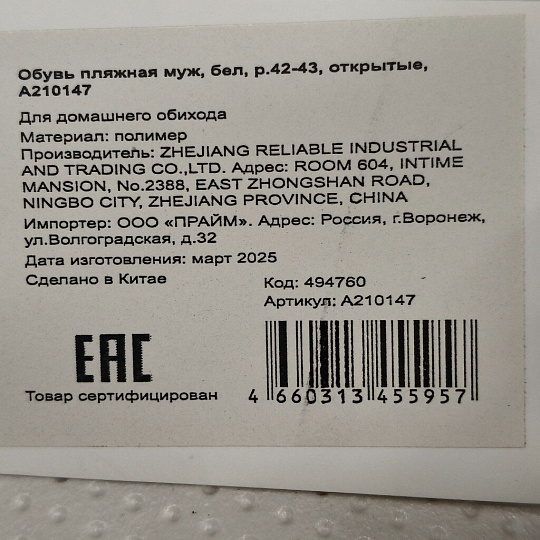 Обувь пляжная муж, бел, р.42-43, открытые,
A210147
Для домашнего обихода
Материал: полимер
Производитель: ZHEJIANG RELIABLE INDUSTRIAL
AND TRADING CO.,LTD. Адрес: ROOM 604, INTIME
MANSION, No.2388, EAST ZHONGSHAN ROAD,
NINGBO CITY, ZHEJIANG PROVINCE, CHINA
Импортер: ООО «ПРАЙМ». Адрес: Россия, г.Воронеж,
ул.Волгоградская, д.32
Дата изготовления: март 2025
Сделано в Китае
Код: 494760
Артикул: A210147
EAC
Товар сертифицирован
4 660313 455957